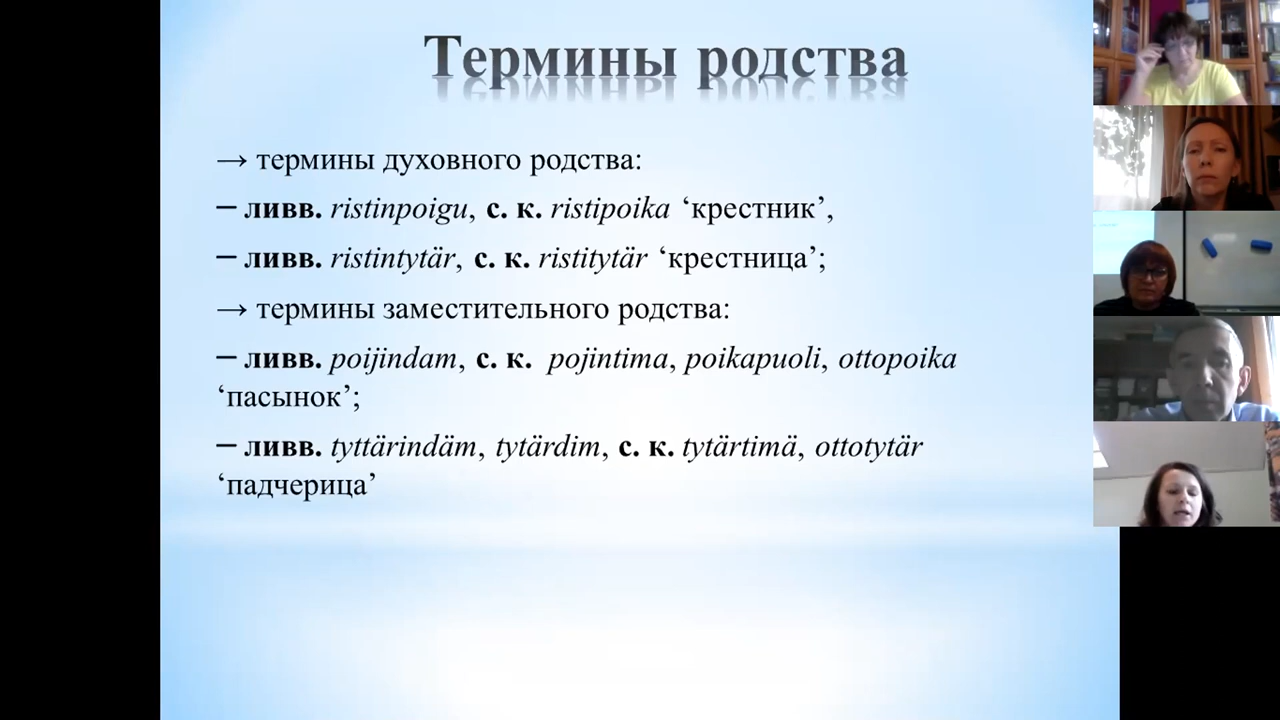 Термины родства
→ термины духовного родства:
– ливв. ristinpoigu, с. к. ristipoika ‘крестник’,
– ливв. ristintytär, с. к. ristitytär ‘крестница’;
→ термины заместительного родства:
– ливв. poijindam, с. к. pojintima, poikapuoli, ottopoika
‘пасынок’;
– ливв. tyttärindäm, tytärdim, с. к. tytärtimä, ottotytär
‘падчерица’